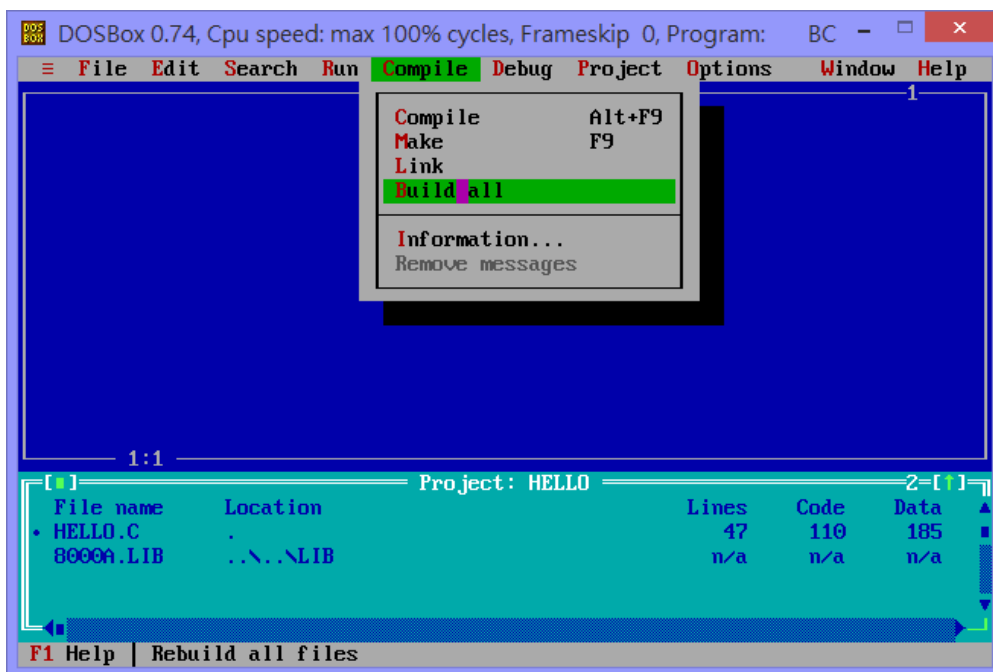 DOS BOX DOSBox 0.74, Cpu speed: max 100% cycles, Frameskip 0, Program: BC
≡ File Edit Search Run Compile Debug Project Options Window Help
1
Compile Alt+F9
Make F9
Link
Build all
Information...
Remove messages
1:1
[■] Project: HELLO 2=[↑]
File name Location Lines Code Data
• HELLO.C . 47 110 185
8000A.LIB ..\..\LIB n/a n/a n/a
F1 Help | Rebuild all files